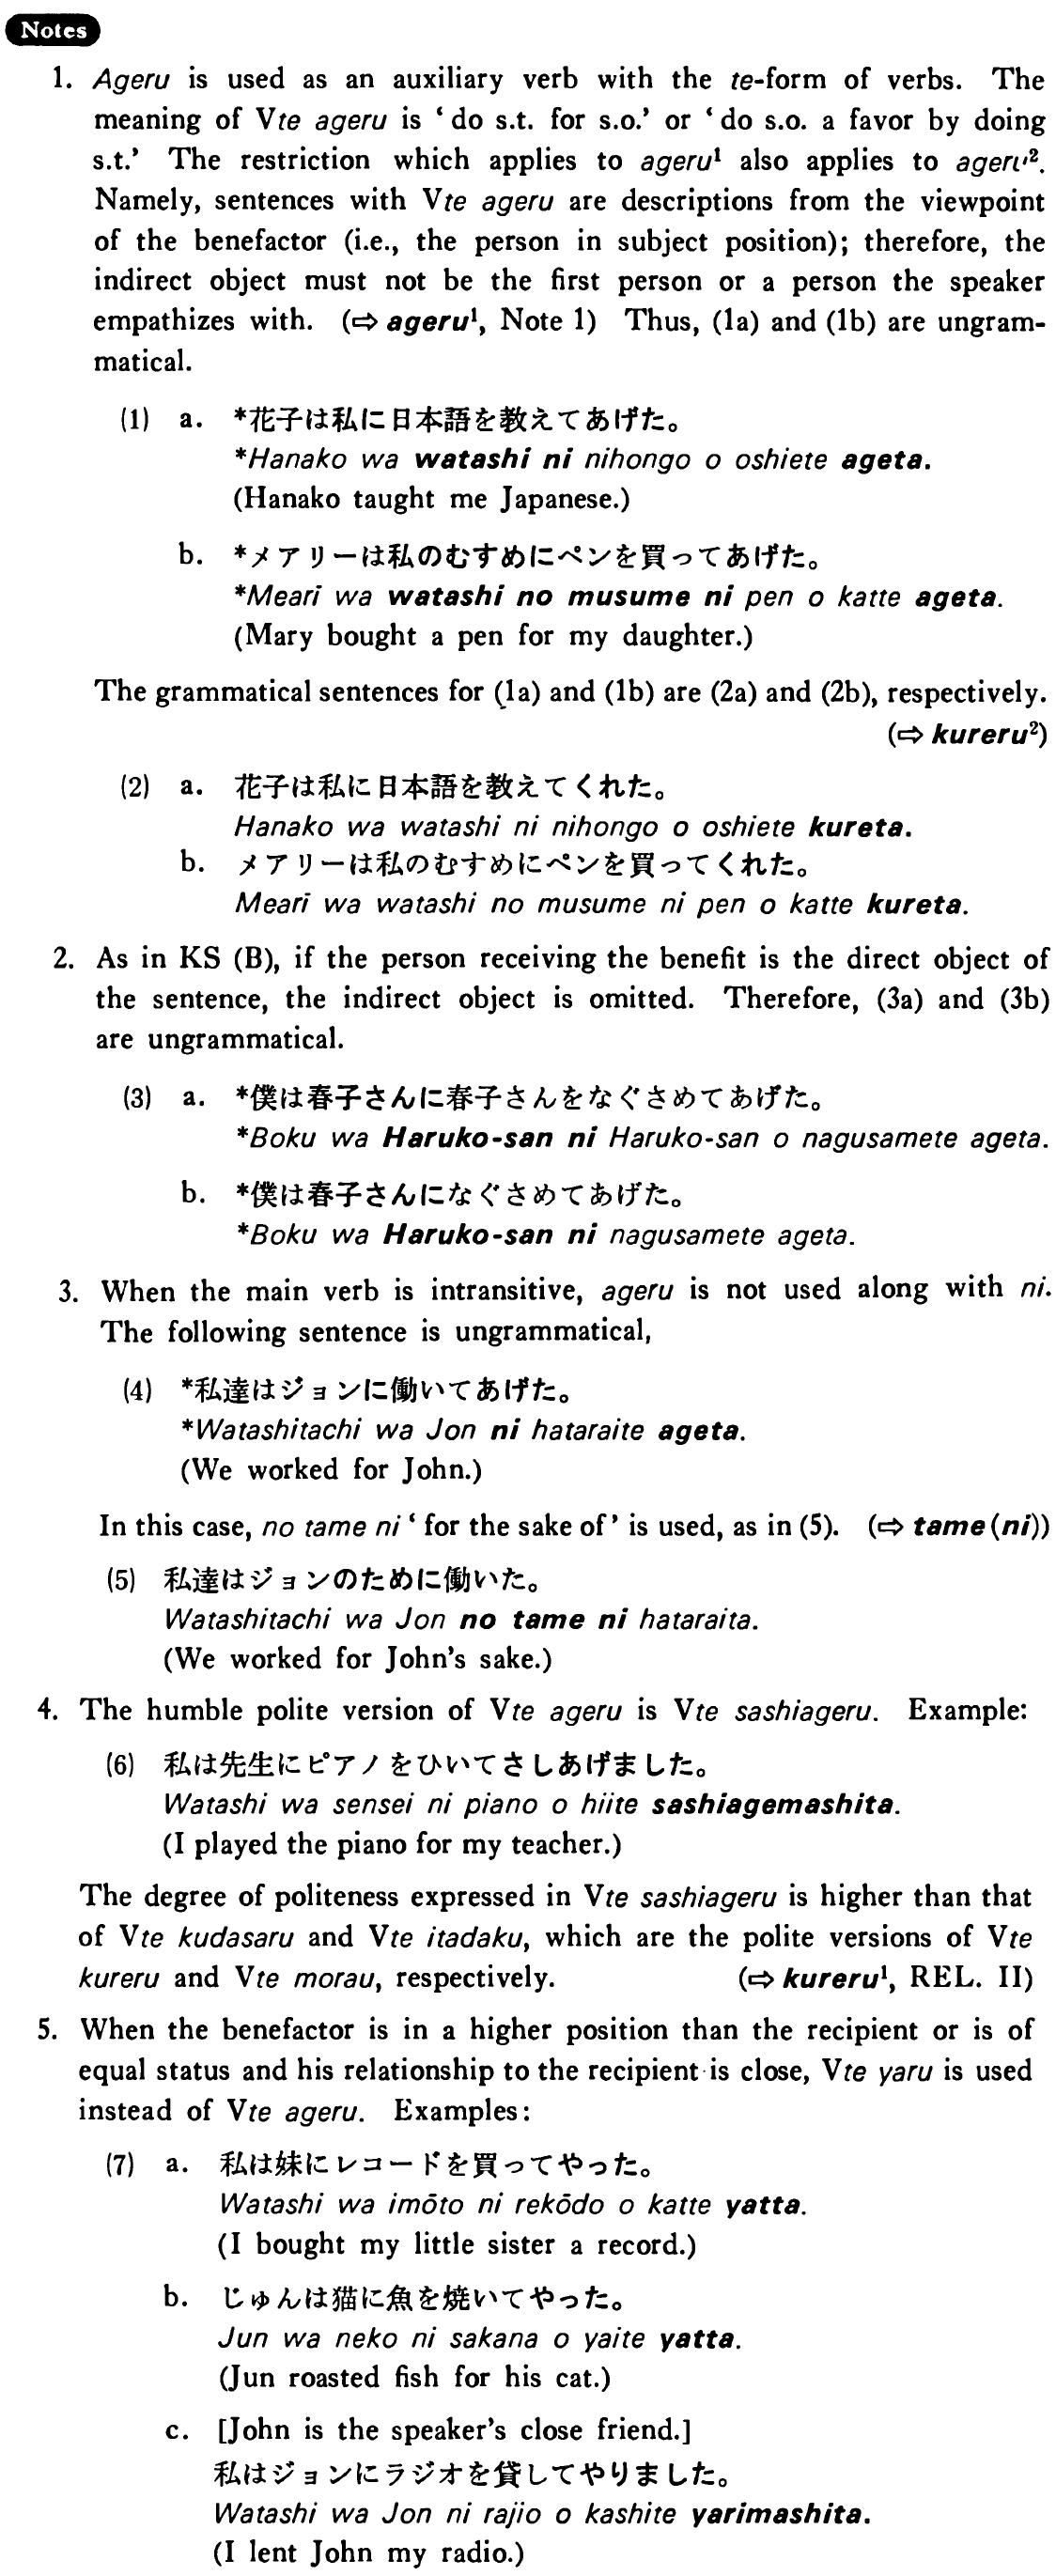 Notes
1. Ageru is used as an auxiliary verb with the te-form of verbs. The
meaning of Vte ageru is ‘do s.t. for s.o.’ or ‘do s.o. a favor by doing
s.t.’ The restriction which applies to ageru¹ also applies to ageru².
Namely, sentences with Vte ageru are descriptions from the viewpoint
of the benefactor (i.e., the person in subject position); therefore, the
indirect object must not be the first person or a person the speaker
empathizes with. (⇨ ageru¹, Note 1) Thus, (1a) and (1b) are ungram-
matical.
(1) a. *花子は私に日本語を教えてあげた。
*Hanako wa watashi ni nihongo o oshiete ageta.
(Hanako taught me Japanese.)
b. *メアリーは私のむすめにペンを買ってあげた。
*Mearī wa watashi no musume ni pen o katte ageta.
(Mary bought a pen for my daughter.)
The grammatical sentences for (1a) and (1b) are (2a) and (2b), respectively.
(⇨ kureru²)
(2) a. 花子は私に日本語を教えてくれた。
Hanako wa watashi ni nihongo o oshiete kureta.
b. メアリーは私のむすめにペンを買ってくれた。
Mearī wa watashi no musume ni pen o katte kureta.
2. As in KS (B), if the person receiving the benefit is the direct object of
the sentence, the indirect object is omitted. Therefore, (3a) and (3b)
are ungrammatical.
(3) a. *僕は春子さんに春子さんをなぐさめてあげた。
*Boku wa Haruko-san ni Haruko-san o nagusamete ageta.
b. *僕は春子さんになぐさめてあげた。
*Boku wa Haruko-san ni nagusamete ageta.
3. When the main verb is intransitive, ageru is not used along with ni.
The following sentence is ungrammatical,
(4) *私達はジョンに働いてあげた。
*Watashitachi wa Jon ni hataraite ageta.
(We worked for John.)
In this case, no tame ni ‘for the sake of’ is used, as in (5). (⇨ tame (ni))
(5) 私達はジョンのために働いた。
Watashitachi wa Jon no tame ni hataraita.
(We worked for John’s sake.)
4. The humble polite version of Vte ageru is Vte sashiageru. Example:
(6) 私は先生にピアノをひいてさしあげました。
Watashi wa sensei ni piano o hiite sashiagemashita.
(I played the piano for my teacher.)
The degree of politeness expressed in Vte sashiageru is higher than that
of Vte kudasaru and Vte itadaku, which are the polite versions of Vte
kureru and Vte morau, respectively. (⇨ kureru¹, REL. II)
5. When the benefactor is in a higher position than the recipient or is of
equal status and his relationship to the recipient is close, Vte yaru is used
instead of Vte ageru. Examples:
(7) a. 私は妹にレコードを買ってやった。
Watashi wa imōto ni rekōdo o katte yatta.
(I bought my little sister a record.)
b. じゅんは猫に魚を焼いてやった。
Jun wa neko ni sakana o yaite yatta.
(Jun roasted fish for his cat.)
c. [John is the speaker’s close friend.]
私はジョンにラジオを貸してやりました。
Watashi wa Jon ni rajio o kashite yarimashita.
(I lent John my radio.)